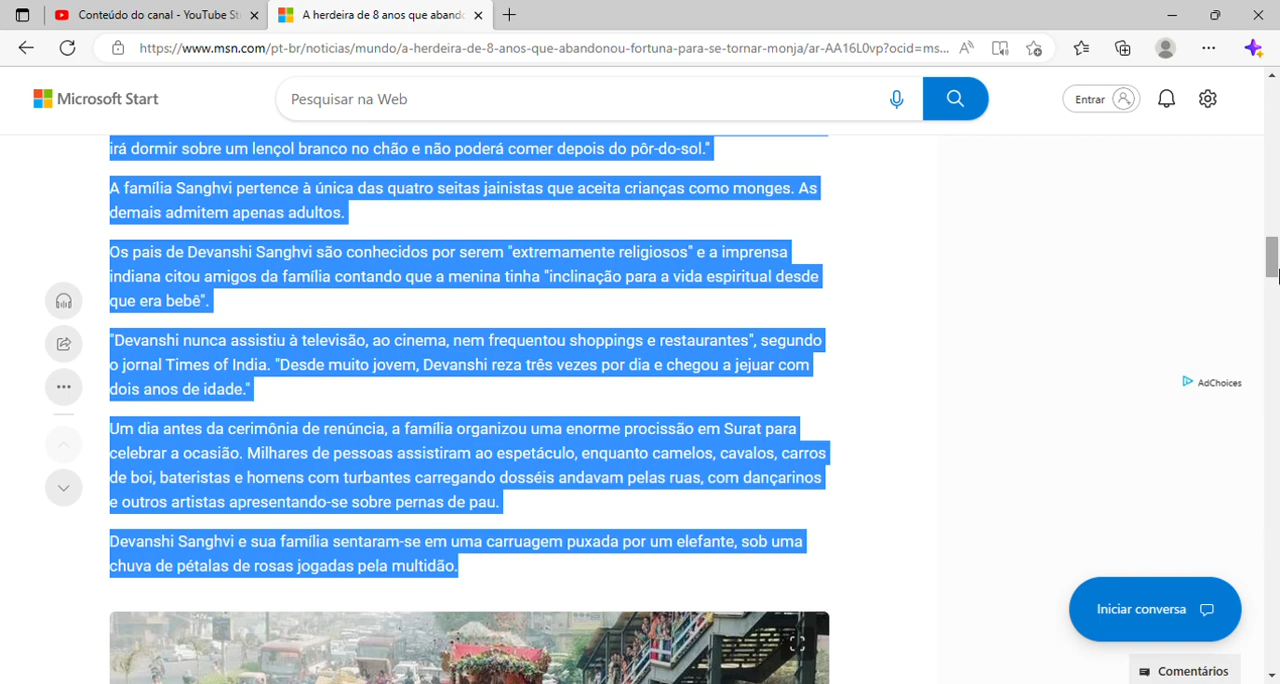 Conteúdo do canal - YouTube St
A herdeira de 8 anos que aband
https://www.msn.com/pt-br/noticias/mundo/a-herdeira-de-8-anos-que-abandonou-fortuna-para-se-tornar-monja/ar-AA16L0vp?ocid=ms...
Microsoft Start
Pesquisar na Web
Entrar
irá dormir sobre um lençol branco no chão e não poderá comer depois do pôr-do-sol."
A família Sanghvi pertence à única das quatro seitas jainistas que aceita crianças como monges. As
demais admitem apenas adultos.
Os pais de Devanshi Sanghvi são conhecidos por serem "extremamente religiosos" e a imprensa
indiana citou amigos da família contando que a menina tinha "inclinação para a vida espiritual desde
que era bebê".
"Devanshi nunca assistiu à televisão, ao cinema, nem frequentou shoppings e restaurantes", segundo
o jornal Times of India. "Desde muito jovem, Devanshi reza três vezes por dia e chegou a jejuar com
dois anos de idade."
Um dia antes da cerimônia de renúncia, a família organizou uma enorme procissão em Surat para
celebrar a ocasião. Milhares de pessoas assistiram ao espetáculo, enquanto camelos, cavalos, carros
de boi, bateristas e homens com turbantes carregando dosséis andavam pelas ruas, com dançarinos
e outros artistas apresentando-se sobre pernas de pau.
Devanshi Sanghvi e sua família sentaram-se em uma carruagem puxada por um elefante, sob uma
chuva de pétalas de rosas jogadas pela multidão.
AdChoices
Iniciar conversa
Comentários